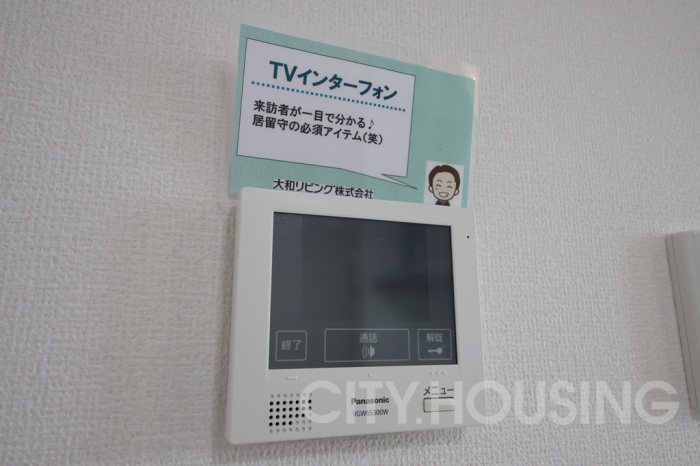 TVインターフォン
来訪者が一目で分かる♪
居留守の必須アイテム(笑)
大和リビング株式会社
終了
通話
解錠
メニュー
Panasonic
VGW6S300W
CITY.HOUSING